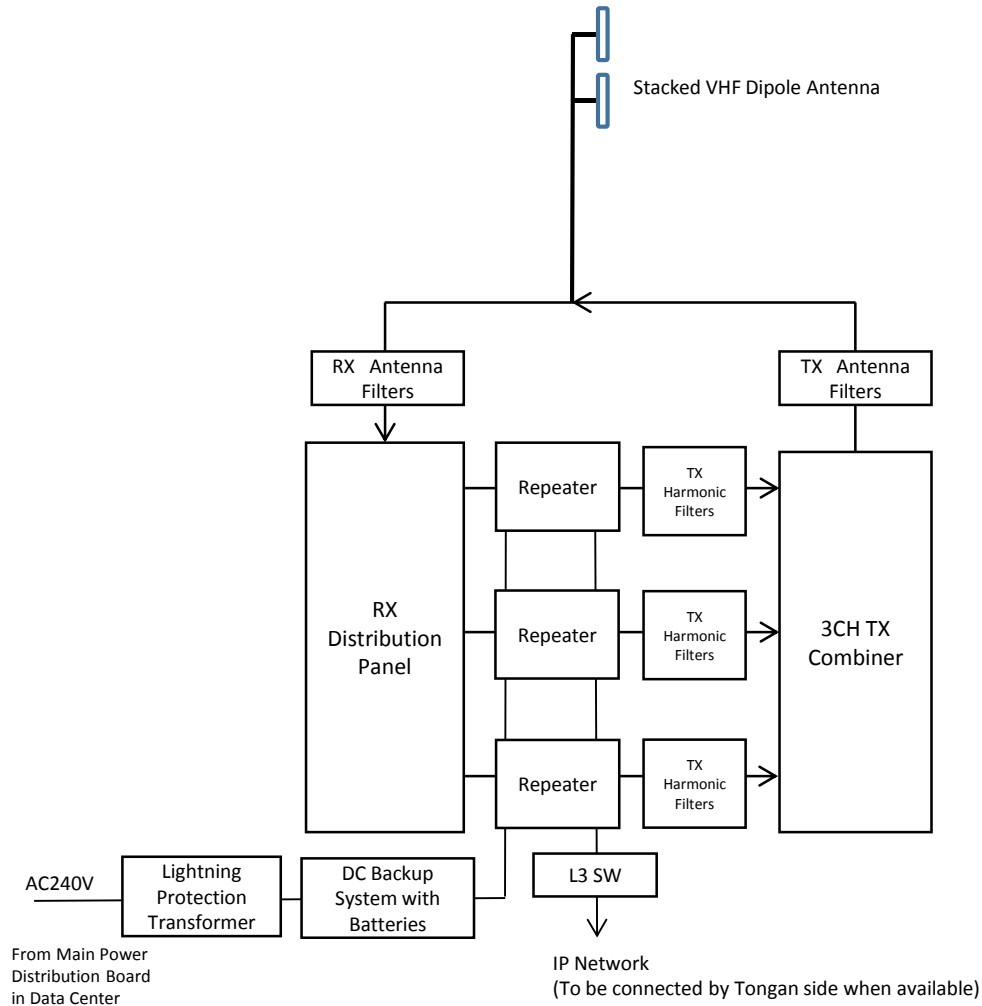 Stacked VHF Dipole Antenna
RX Antenna
Filters
TX Antenna
Filters
RX
Distribution
Panel
Repeater
TX
Harmonic
Filters
Repeater
TX
Harmonic
Filters
Repeater
TX
Harmonic
Filters
3CH TX
Combiner
AC240V
Lightning
Protection
Transformer
DC Backup
System with
Batteries
L3 SW
From Main Power
Distribution Board
in Data Center
IP Network
(To be connected by Tongan side when available)